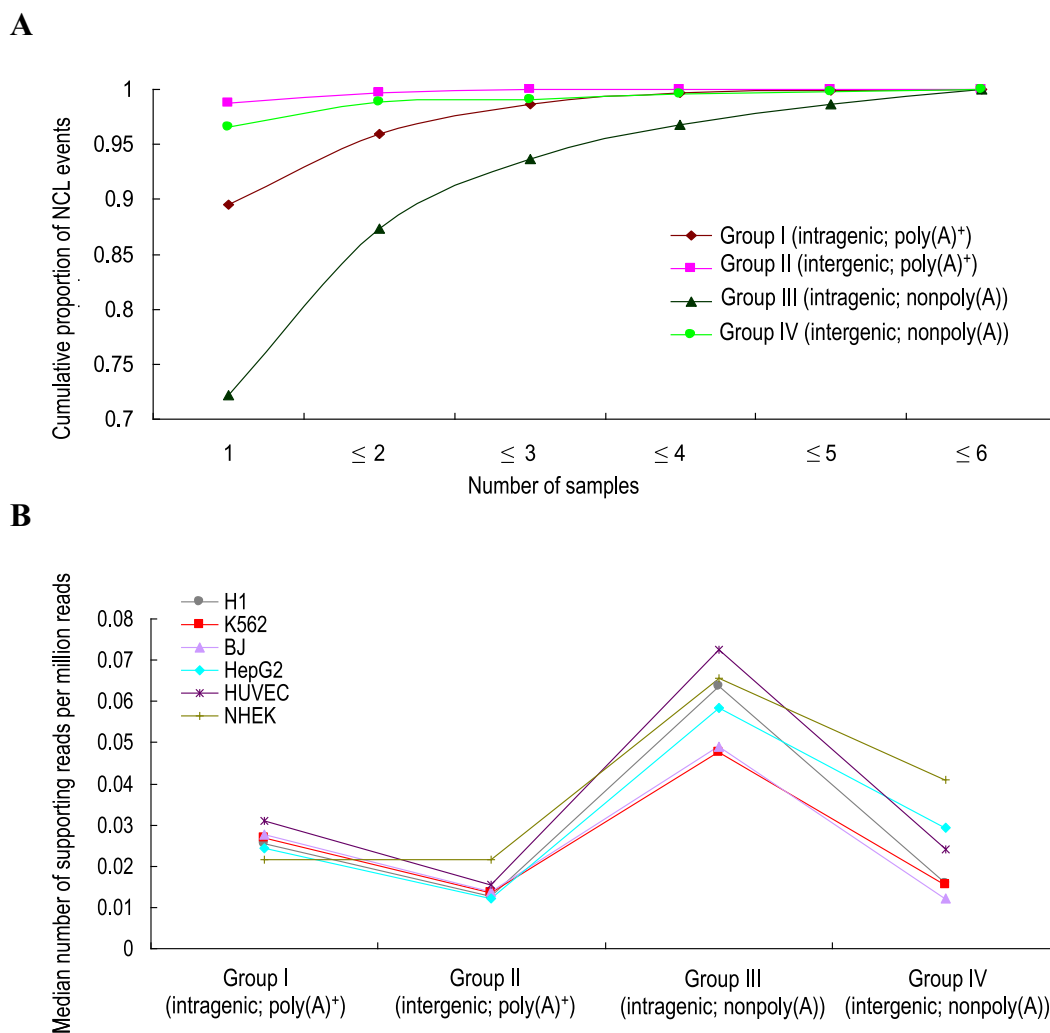 A
Cumulative proportion of NCL events
1
0.95
0.9
0.85
0.8
0.75
0.7
Group I (intragenic; poly(A)⁺)
Group II (intergenic; poly(A)⁺)
Group III (intragenic; nonpoly(A))
Group IV (intergenic; nonpoly(A))
1 ≤ 2 ≤ 3 ≤ 4 ≤ 5 ≤ 6
Number of samples
B
Median number of supporting reads per million reads
0.08
0.07
0.06
0.05
0.04
0.03
0.02
0.01
0
H1
K562
BJ
HepG2
HUVEC
NHEK
Group I Group II Group III Group IV
(intragenic; poly(A)⁺) (intergenic; poly(A)⁺) (intragenic; nonpoly(A)) (intergenic; nonpoly(A))